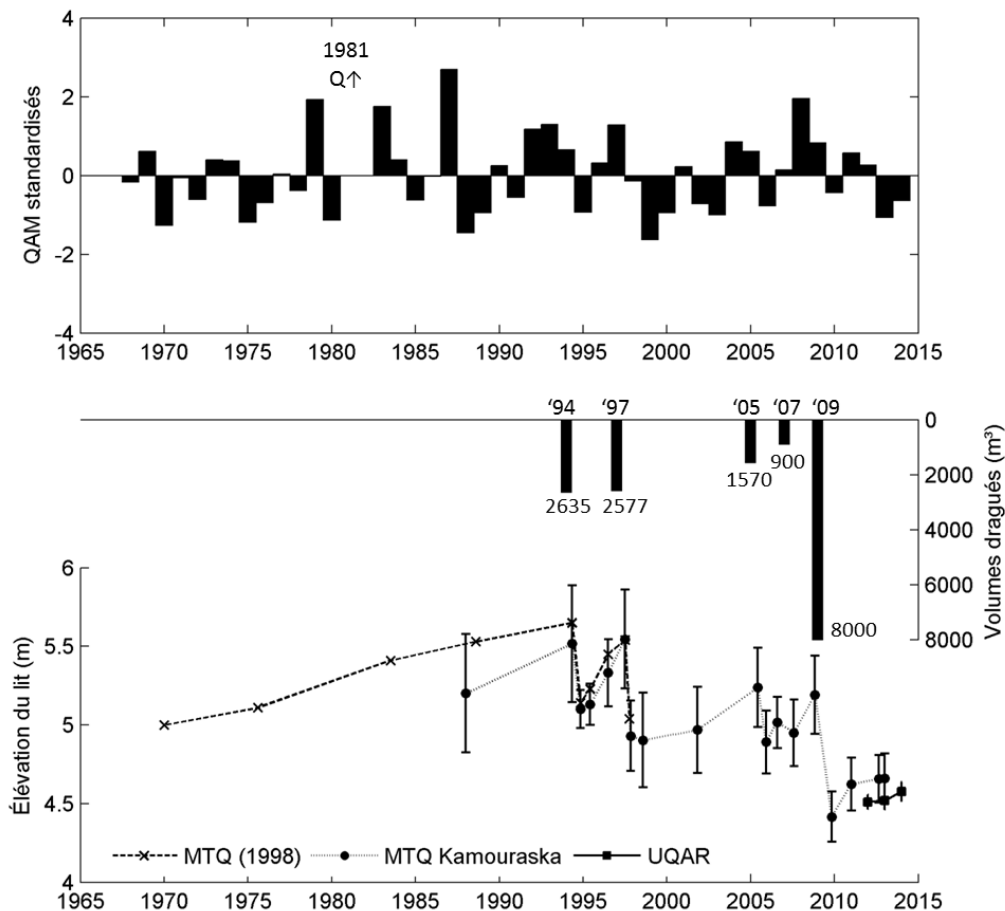 4
2
0
-2
-4
QAM standardisés
1981
Q↑
1965 1970 1975 1980 1985 1990 1995 2000 2005 2010 2015
‘94 ‘97 ‘05 ‘07 ‘09
2635 2577 1570 900 8000
0
2000
4000
6000
8000
Volumes dragués (m³)
6
5.5
5
4.5
4
Élévation du lit (m)
MTQ (1998) MTQ Kamouraska UQAR
1965 1970 1975 1980 1985 1990 1995 2000 2005 2010 2015